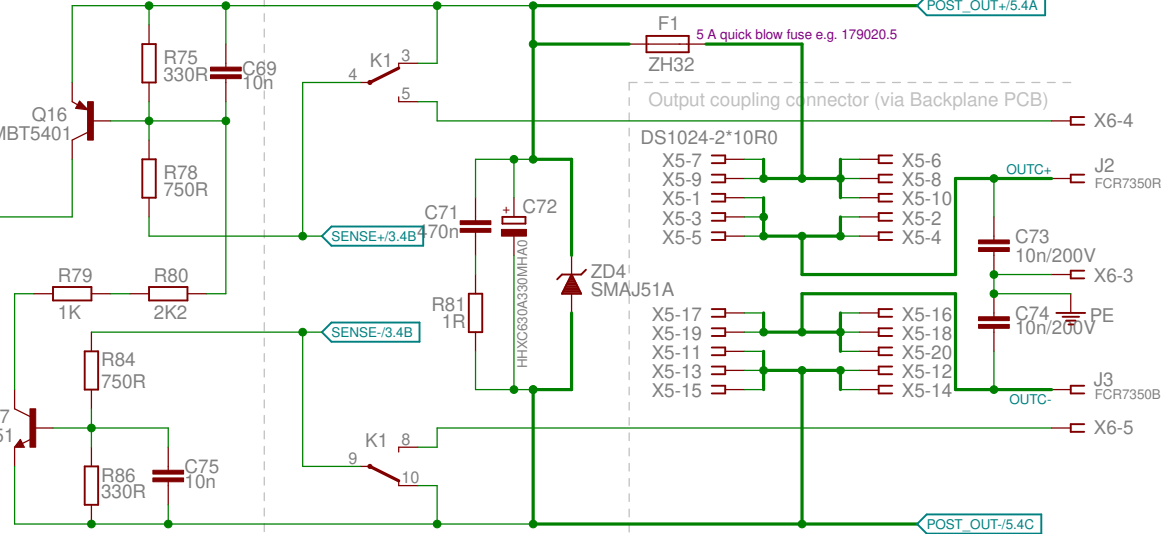 POST_OUT+/5.4A
F1
5 A quick blow fuse e.g. 179020.5
ZH32
R75
330R
C69
10n
K1
3
4
5
Output coupling connector (via Backplane PCB)
Q16
MBT5401
X6-4
DS1024-2*10R0
X5-7
X5-9
X5-1
X5-3
X5-5
X5-6
X5-8
X5-10
X5-2
X5-4
OUTC+
J2
FCR7350R
R78
750R
C71
470n
+
C72
HHXC630A330MHA0
SENSE+/3.4B
C73
10n/200V
R79
1K
R80
2K2
ZD4
SMAJ51A
X6-3
R81
1R
SENSE-/3.4B
X5-17
X5-19
X5-11
X5-13
X5-15
X5-16
X5-18
X5-20
X5-12
X5-14
C74
10n/200V
PE
R84
750R
J3
FCR7350B
OUTC-
7
51
K1
8
9
10
X6-5
R86
330R
C75
10n
POST_OUT-/5.4C